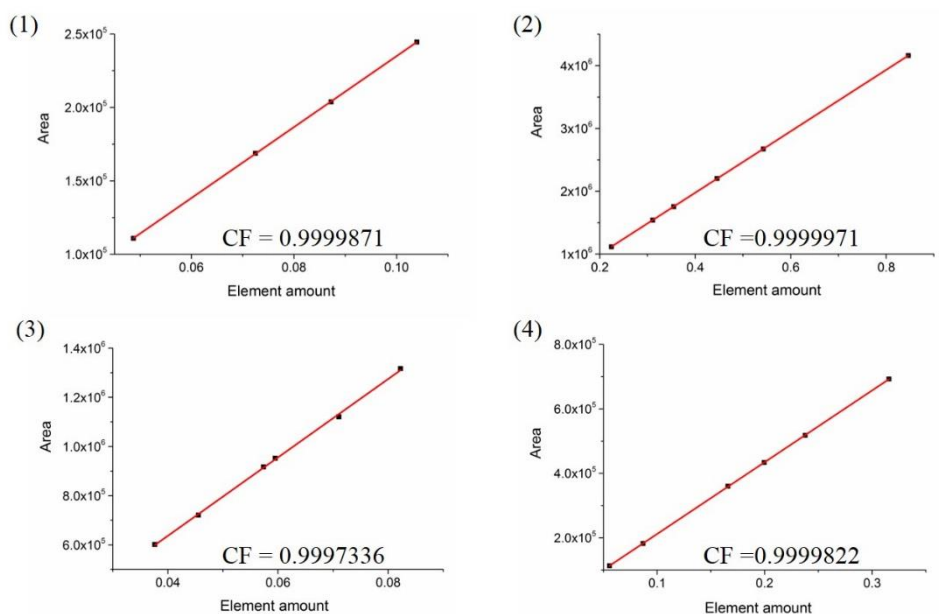 (1)
2.5x10⁵
2.0x10⁵
1.5x10⁵
1.0x10⁵
Area
CF = 0.9999871
0.06 0.08 0.10
Element amount
(2)
4x10⁶
3x10⁶
2x10⁶
1x10⁶
Area
CF =0.9999971
0.2 0.4 0.6 0.8
Element amount
(3)
1.4x10⁶
1.2x10⁶
1.0x10⁶
8.0x10⁵
6.0x10⁵
Area
CF = 0.9997336
0.04 0.06 0.08
Element amount
(4)
8.0x10⁵
6.0x10⁵
4.0x10⁵
2.0x10⁵
Area
CF =0.9999822
0.1 0.2 0.3
Element amount